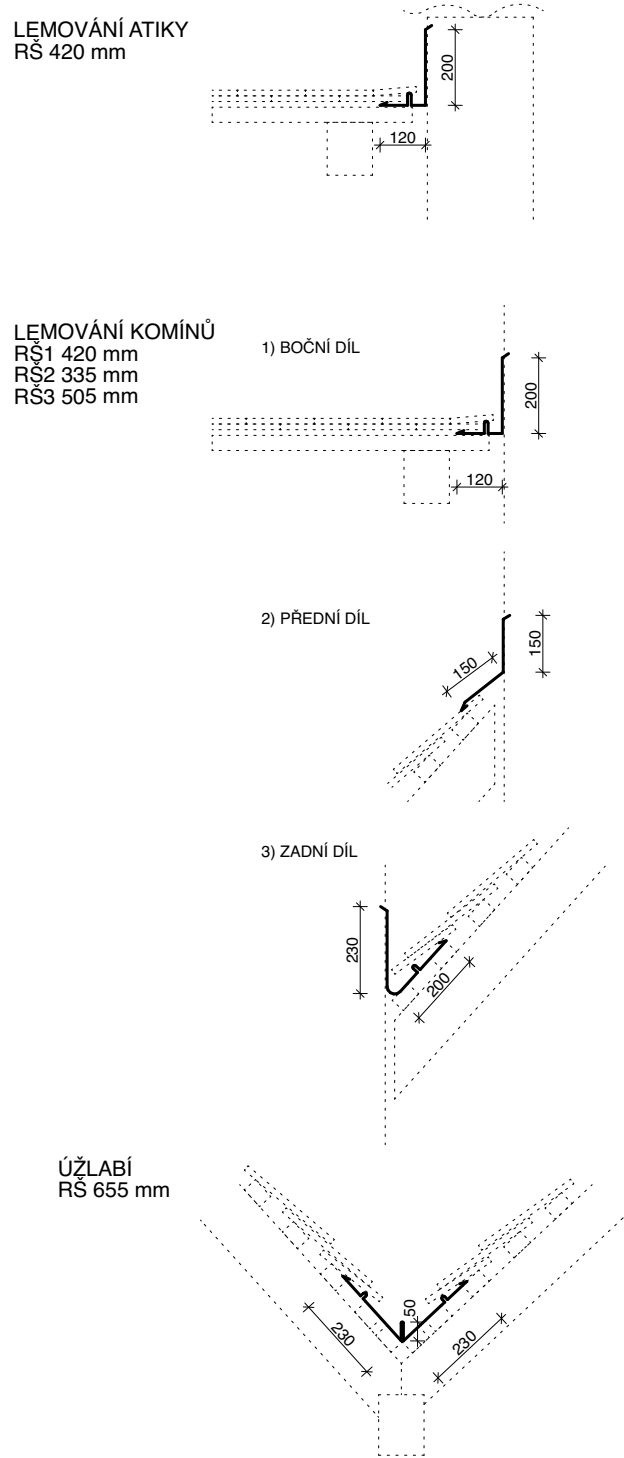 LEMOVÁNÍ ATIKY
RŠ 420 mm
200
120
LEMOVÁNÍ KOMÍNŮ
RŠ1 420 mm
RŠ2 335 mm
RŠ3 505 mm
1) BOČNÍ DÍL
200
120
2) PŘEDNÍ DÍL
150
150
3) ZADNÍ DÍL
230
200
ÚŽLABÍ
RŠ 655 mm
50
230
230